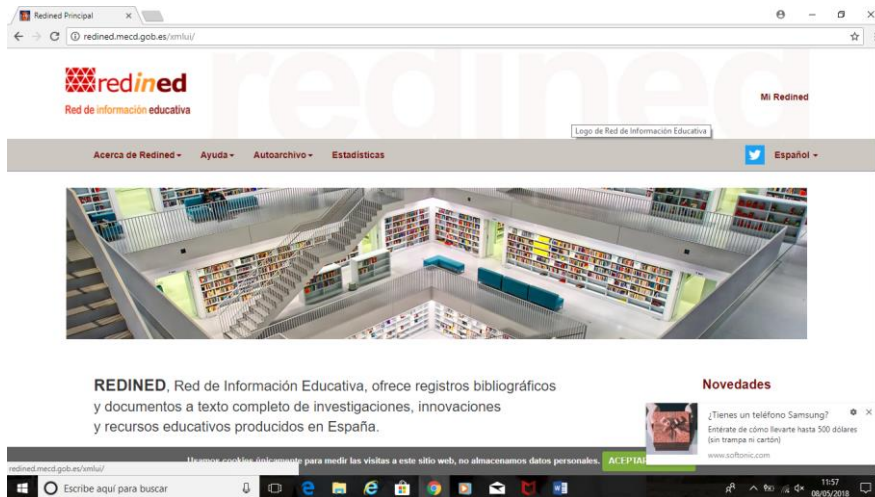 Redined Principal
redined.mecd.gob.es/xmlui/
redined
redined
Red de información educativa
Mi Redined
Logo de Red de Información Educativa
Acerca de Redined
Ayuda
Autoarchivo
Estadísticas
Español
REDINED, Red de Información Educativa, ofrece registros bibliográficos
y documentos a texto completo de investigaciones, innovaciones
y recursos educativos producidos en España.
Novedades
¿Tienes un teléfono Samsung?
Entérate de cómo llevarte hasta 500 dólares
(sin trampa ni cartón)
www.softonic.com
Usamos cookies únicamente para medir las visitas a este sitio web, no almacenamos datos personales.
redined.mecd.gob.es/xmlui/
Escribe aquí para buscar
11:57
08/05/2018